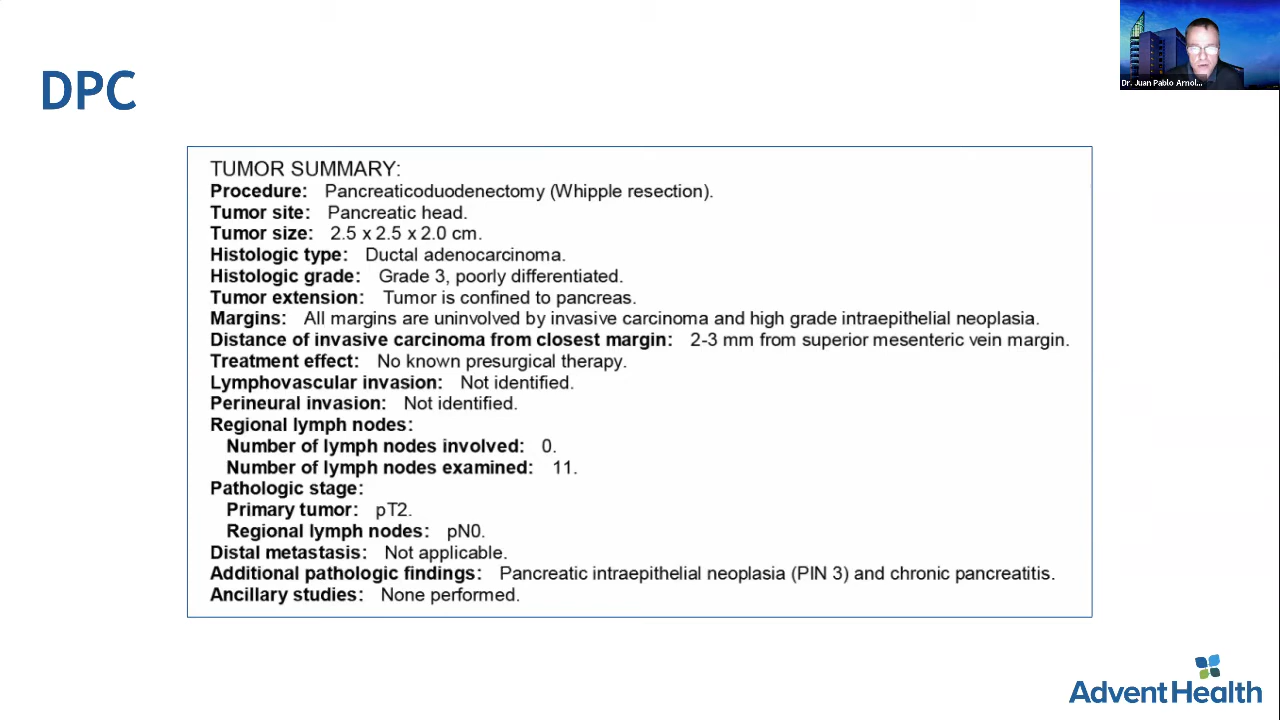 DPC
Dr. Juan Pablo Arnol...
TUMOR SUMMARY:
Procedure: Pancreaticoduodenectomy (Whipple resection).
Tumor site: Pancreatic head.
Tumor size: 2.5 x 2.5 x 2.0 cm.
Histologic type: Ductal adenocarcinoma.
Histologic grade: Grade 3, poorly differentiated.
Tumor extension: Tumor is confined to pancreas.
Margins: All margins are uninvolved by invasive carcinoma and high grade intraepithelial neoplasia.
Distance of invasive carcinoma from closest margin: 2-3 mm from superior mesenteric vein margin.
Treatment effect: No known presurgical therapy.
Lymphovascular invasion: Not identified.
Perineural invasion: Not identified.
Regional lymph nodes:
Number of lymph nodes involved: 0.
Number of lymph nodes examined: 11.
Pathologic stage:
Primary tumor: pT2.
Regional lymph nodes: pN0.
Distal metastasis: Not applicable.
Additional pathologic findings: Pancreatic intraepithelial neoplasia (PIN 3) and chronic pancreatitis.
Ancillary studies: None performed.
AdventHealth